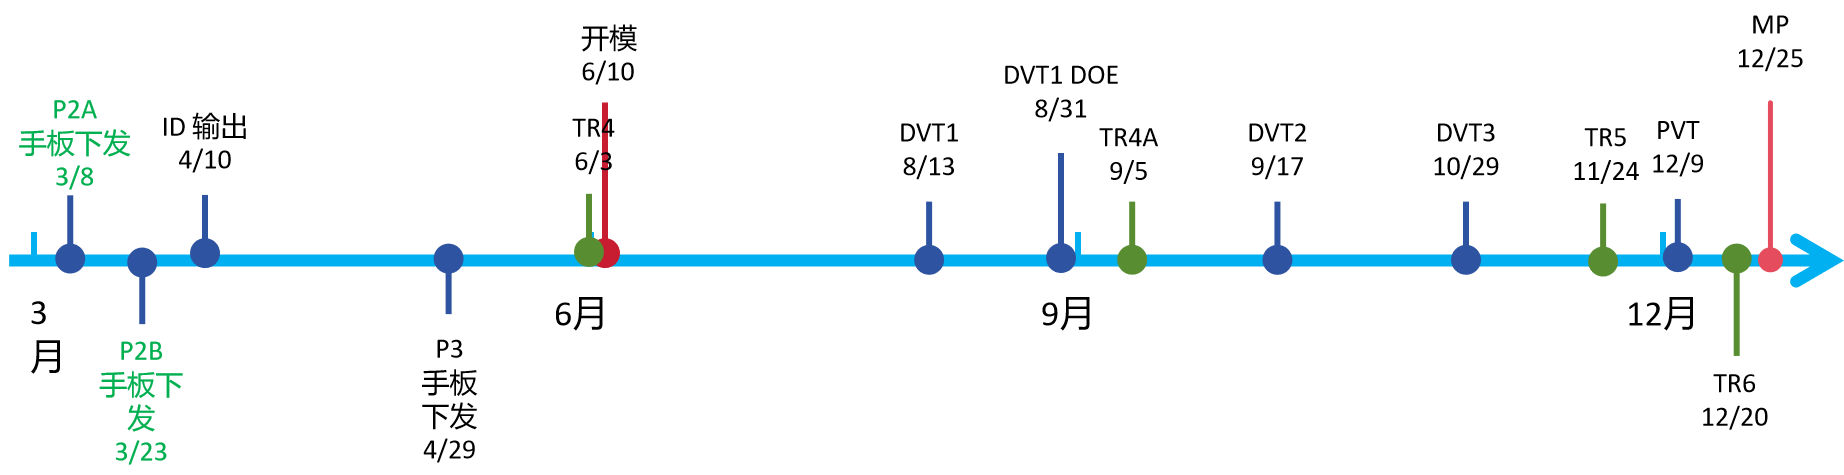 P2A
手板下发
3/8
P2B
手板下
发
3/23
ID 输出
4/10
P3
手板
下发
4/29
开模
6/10
TR4
6/3
DVT1
8/13
DVT1 DOE
8/31
TR4A
9/5
DVT2
9/17
DVT3
10/29
TR5
11/24
PVT
12/9
TR6
12/20
MP
12/25
3
月
6月
9月
12月